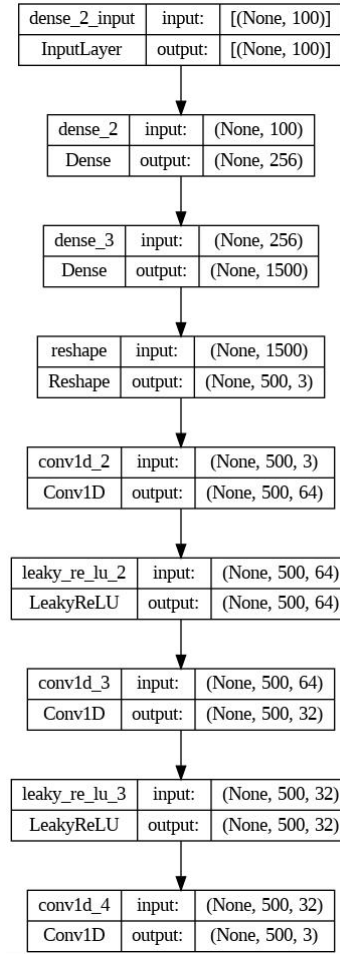 dense_2_input input: [(None, 100)]
InputLayer output: [(None, 100)]
dense_2 input: (None, 100)
Dense output: (None, 256)
dense_3 input: (None, 256)
Dense output: (None, 1500)
reshape input: (None, 1500)
Reshape output: (None, 500, 3)
conv1d_2 input: (None, 500, 3)
Conv1D output: (None, 500, 64)
leaky_re_lu_2 input: (None, 500, 64)
LeakyReLU output: (None, 500, 64)
conv1d_3 input: (None, 500, 64)
Conv1D output: (None, 500, 32)
leaky_re_lu_3 input: (None, 500, 32)
LeakyReLU output: (None, 500, 32)
conv1d_4 input: (None, 500, 32)
Conv1D output: (None, 500, 3)